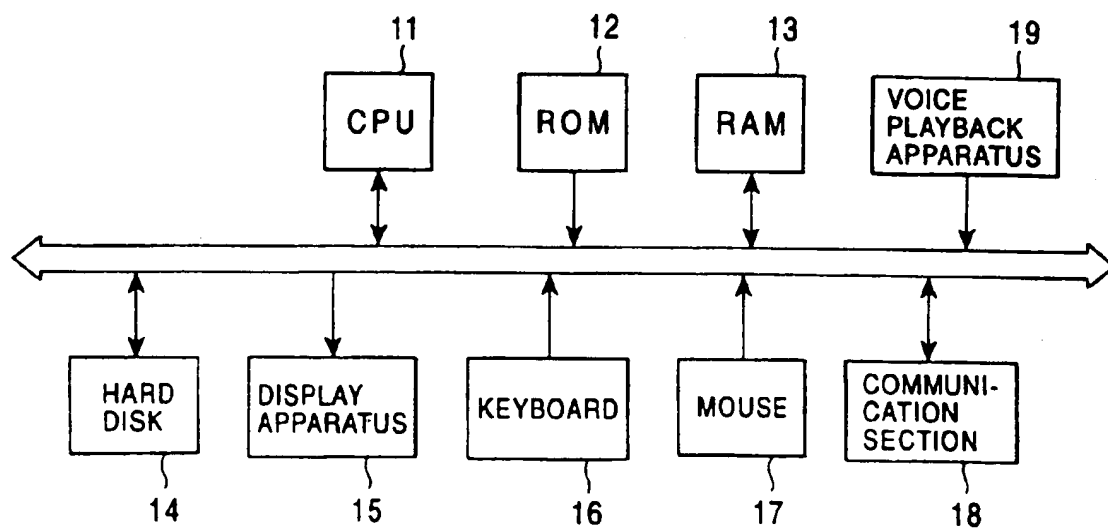 11
12
13
19
CPU
ROM
RAM
VOICE
PLAYBACK
APPARATUS
HARD
DISK
DISPLAY
APPARATUS
KEYBOARD
MOUSE
COMMUNI-
CATION
SECTION
14
15
16
17
18